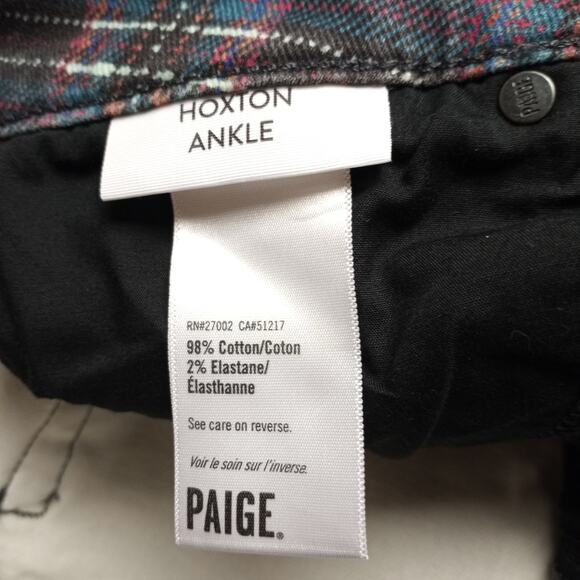 HOXTON
ANKLE
PAIGE
RN#27002 CA#51217
98% Cotton/Coton
2% Elastane/
Élasthanne
See care on reverse.
Voir le soin sur l'inverse.
PAIGE®